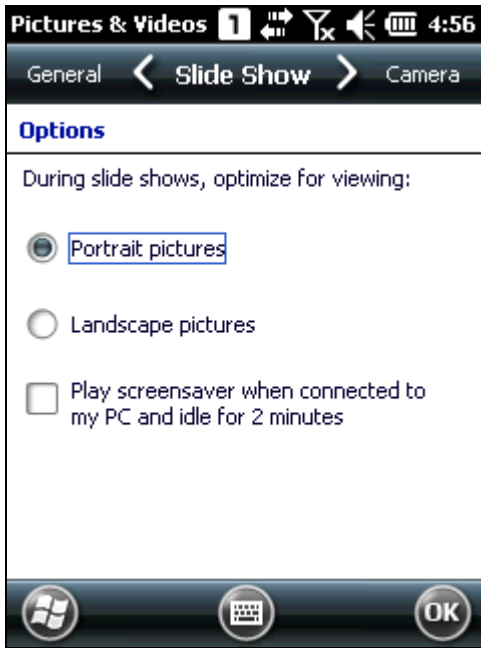 Pictures & Videos 1 4:56
General Slide Show Camera
Options
During slide shows, optimize for viewing:
Portrait pictures
Landscape pictures
Play screensaver when connected to
my PC and idle for 2 minutes
OK